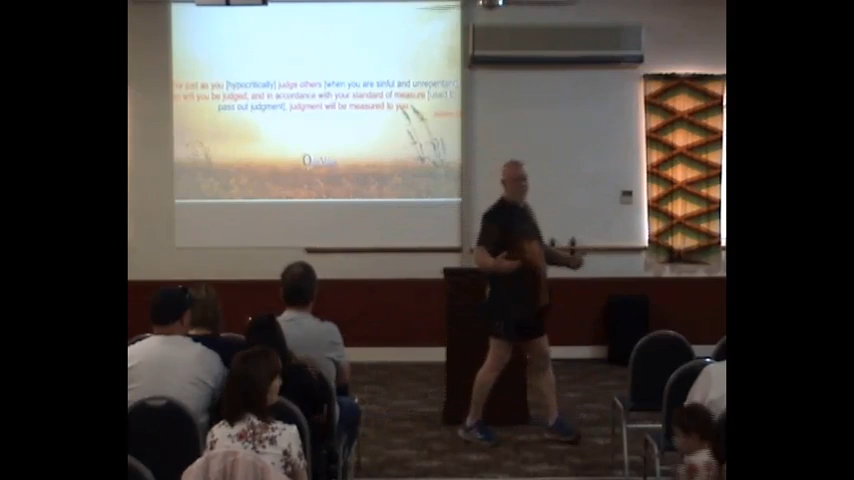 just as you [hypocritically] judge others [when you are sinful and unrepentant],
will you be judged; and in accordance with your standard of measure [used to
pass out judgment], judgment will be measured to you.